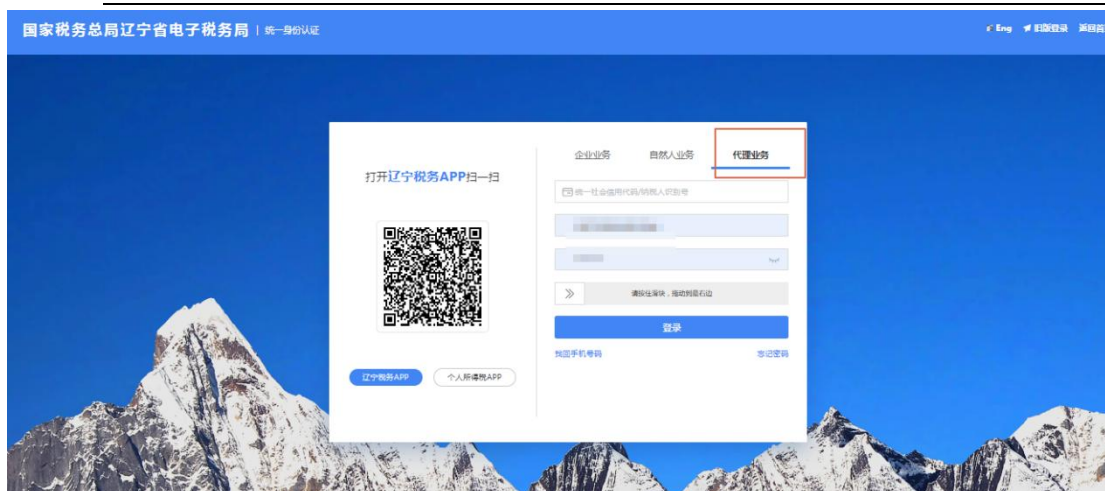 国家税务总局辽宁省电子税务局 | 统一身份认证
Eng 旧版登录 返回首
打开辽宁税务APP扫一扫
辽宁税务APP 个人所得税APP
企业业务 自然人业务 代理业务
统一社会信用代码/纳税人识别号
请按住滑块，拖动到最右边
登录
找回手机号码 忘记密码